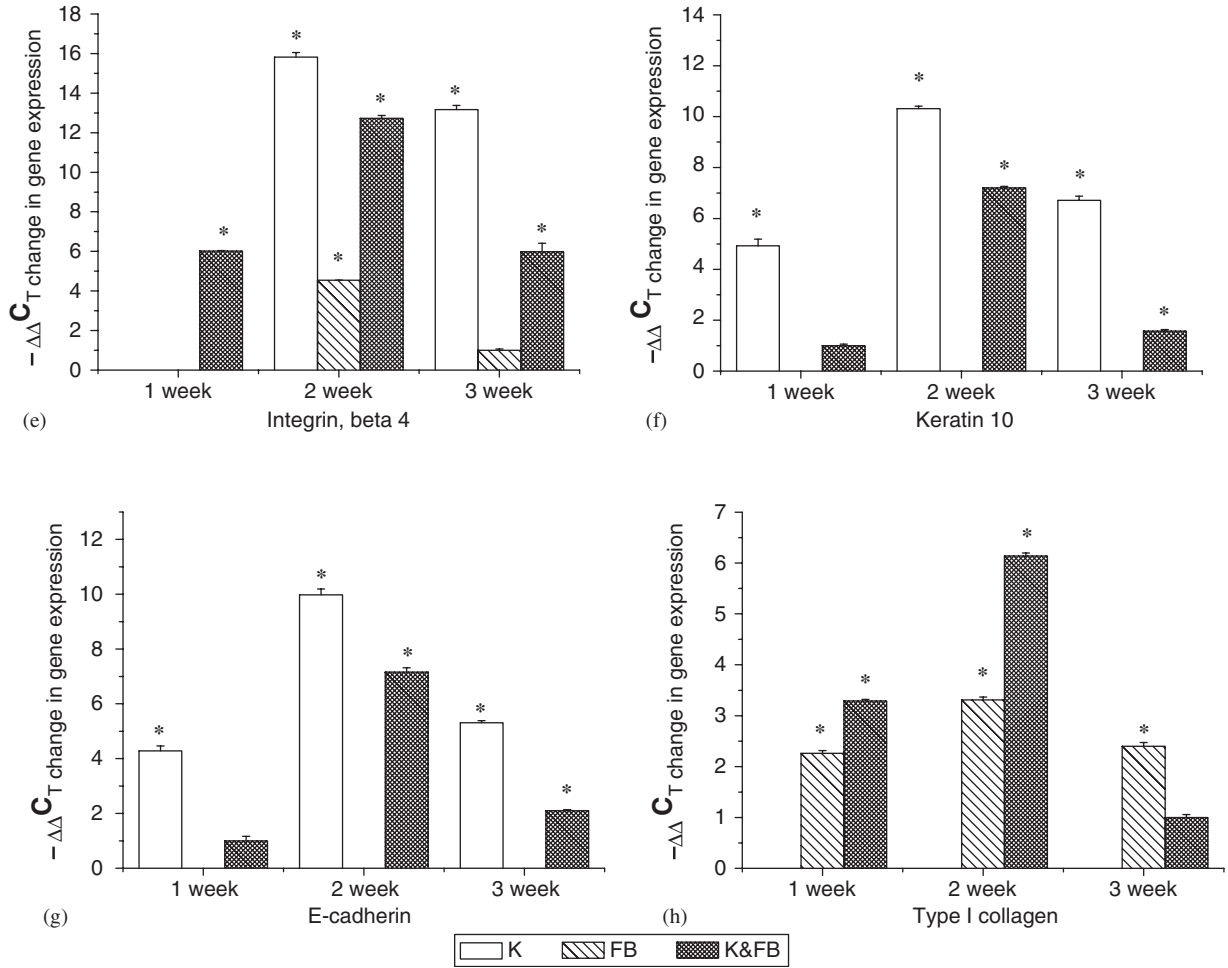 18
16
14
12
10
8
6
4
2
0
− ΔΔ CT change in gene expression
* * * * * * *
1 week 2 week 3 week
(e) Integrin, beta 4
14
12
10
8
6
4
2
0
− ΔΔ CT change in gene expression
* * * * *
1 week 2 week 3 week
(f) Keratin 10
12
10
8
6
4
2
0
− ΔΔ CT change in gene expression
* * * * *
1 week 2 week 3 week
(g) E-cadherin
7
6
5
4
3
2
1
0
−ΔΔ CT change in gene expression
* * * * *
1 week 2 week 3 week
(h) Type I collagen
K FB K&FB